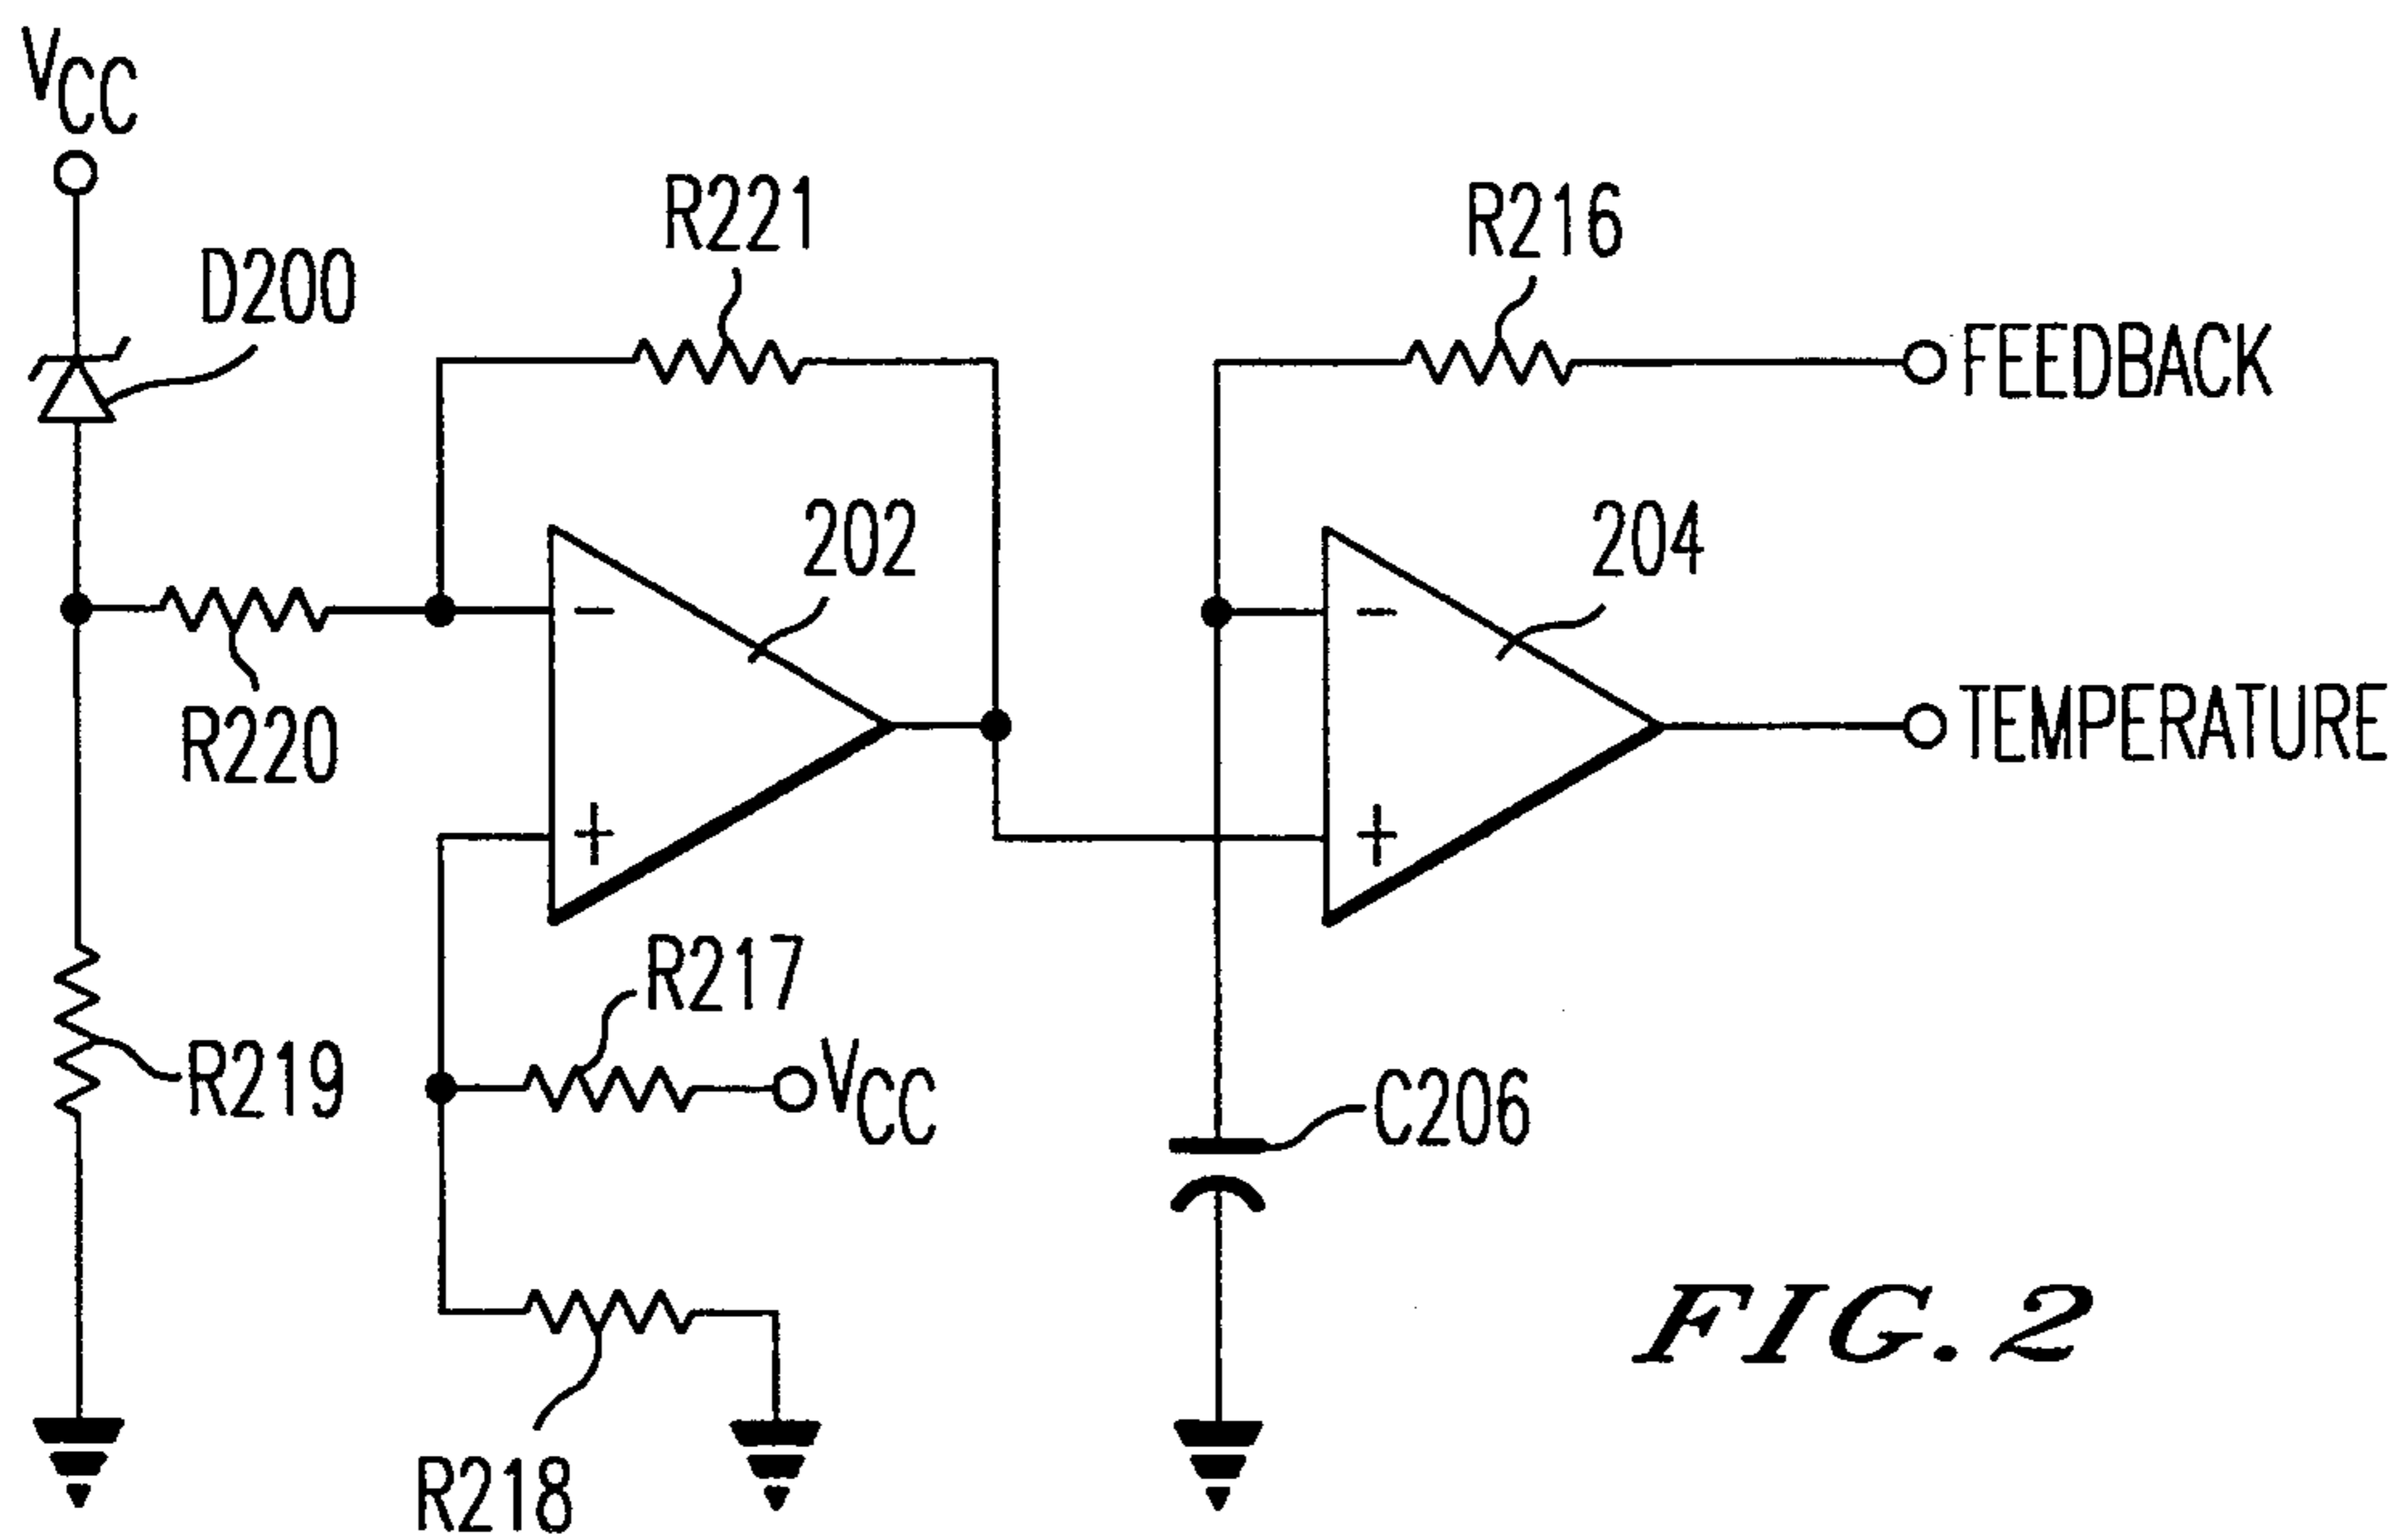 VCC
D200
R221
R216
FEEDBACK
202
204
R220
TEMPERATURE
−
−
+
+
R217
R219
VCC
C206
R218
FIG. 2